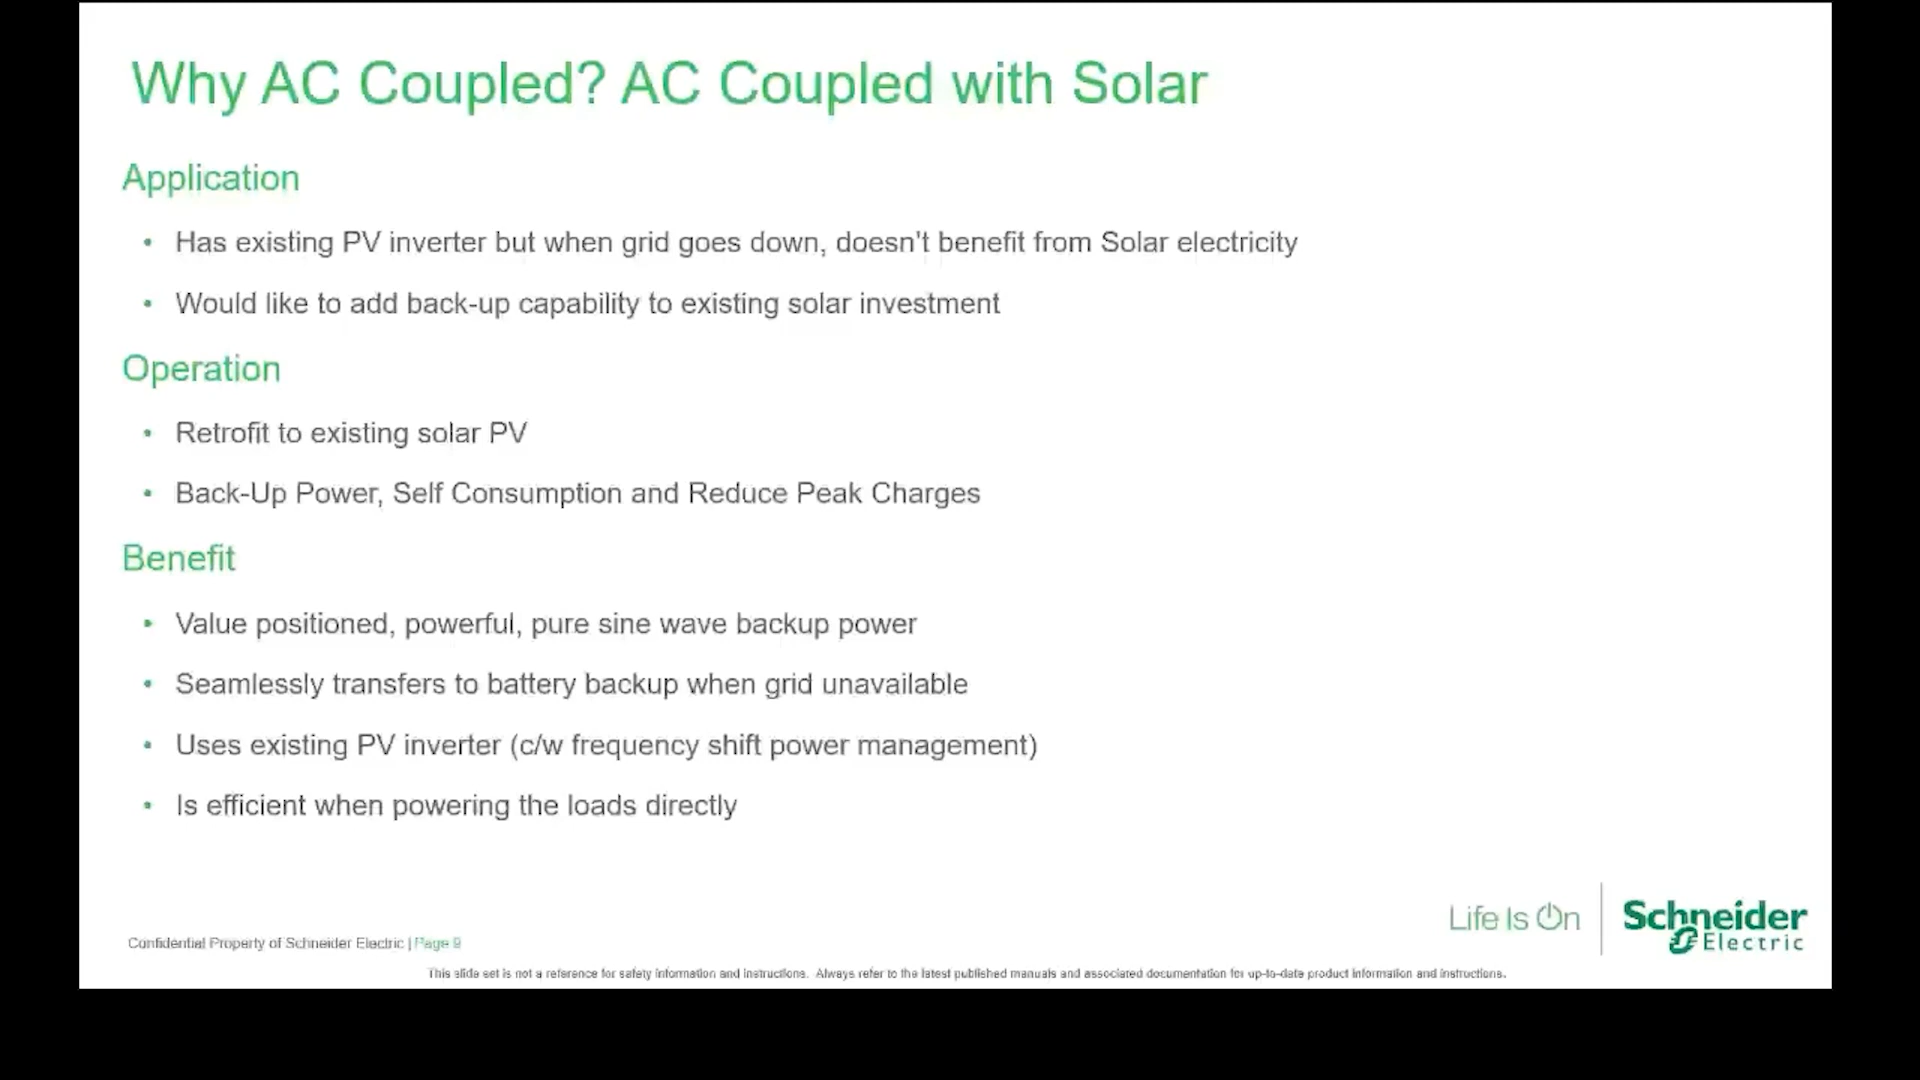 Why AC Coupled? AC Coupled with Solar
Application
• Has existing PV inverter but when grid goes down, doesn't benefit from Solar electricity
• Would like to add back-up capability to existing solar investment
Operation
• Retrofit to existing solar PV
• Back-Up Power, Self Consumption and Reduce Peak Charges
Benefit
• Value positioned, powerful, pure sine wave backup power
• Seamlessly transfers to battery backup when grid unavailable
• Uses existing PV inverter (c/w frequency shift power management)
• Is efficient when powering the loads directly
Life Is On
Schneider
Electric
Confidential Property of Schneider Electric | Page 9
This slide set is not a reference for safety information and instructions. Always refer to the latest published manuals and associated documentation for up-to-date product information and instructions.